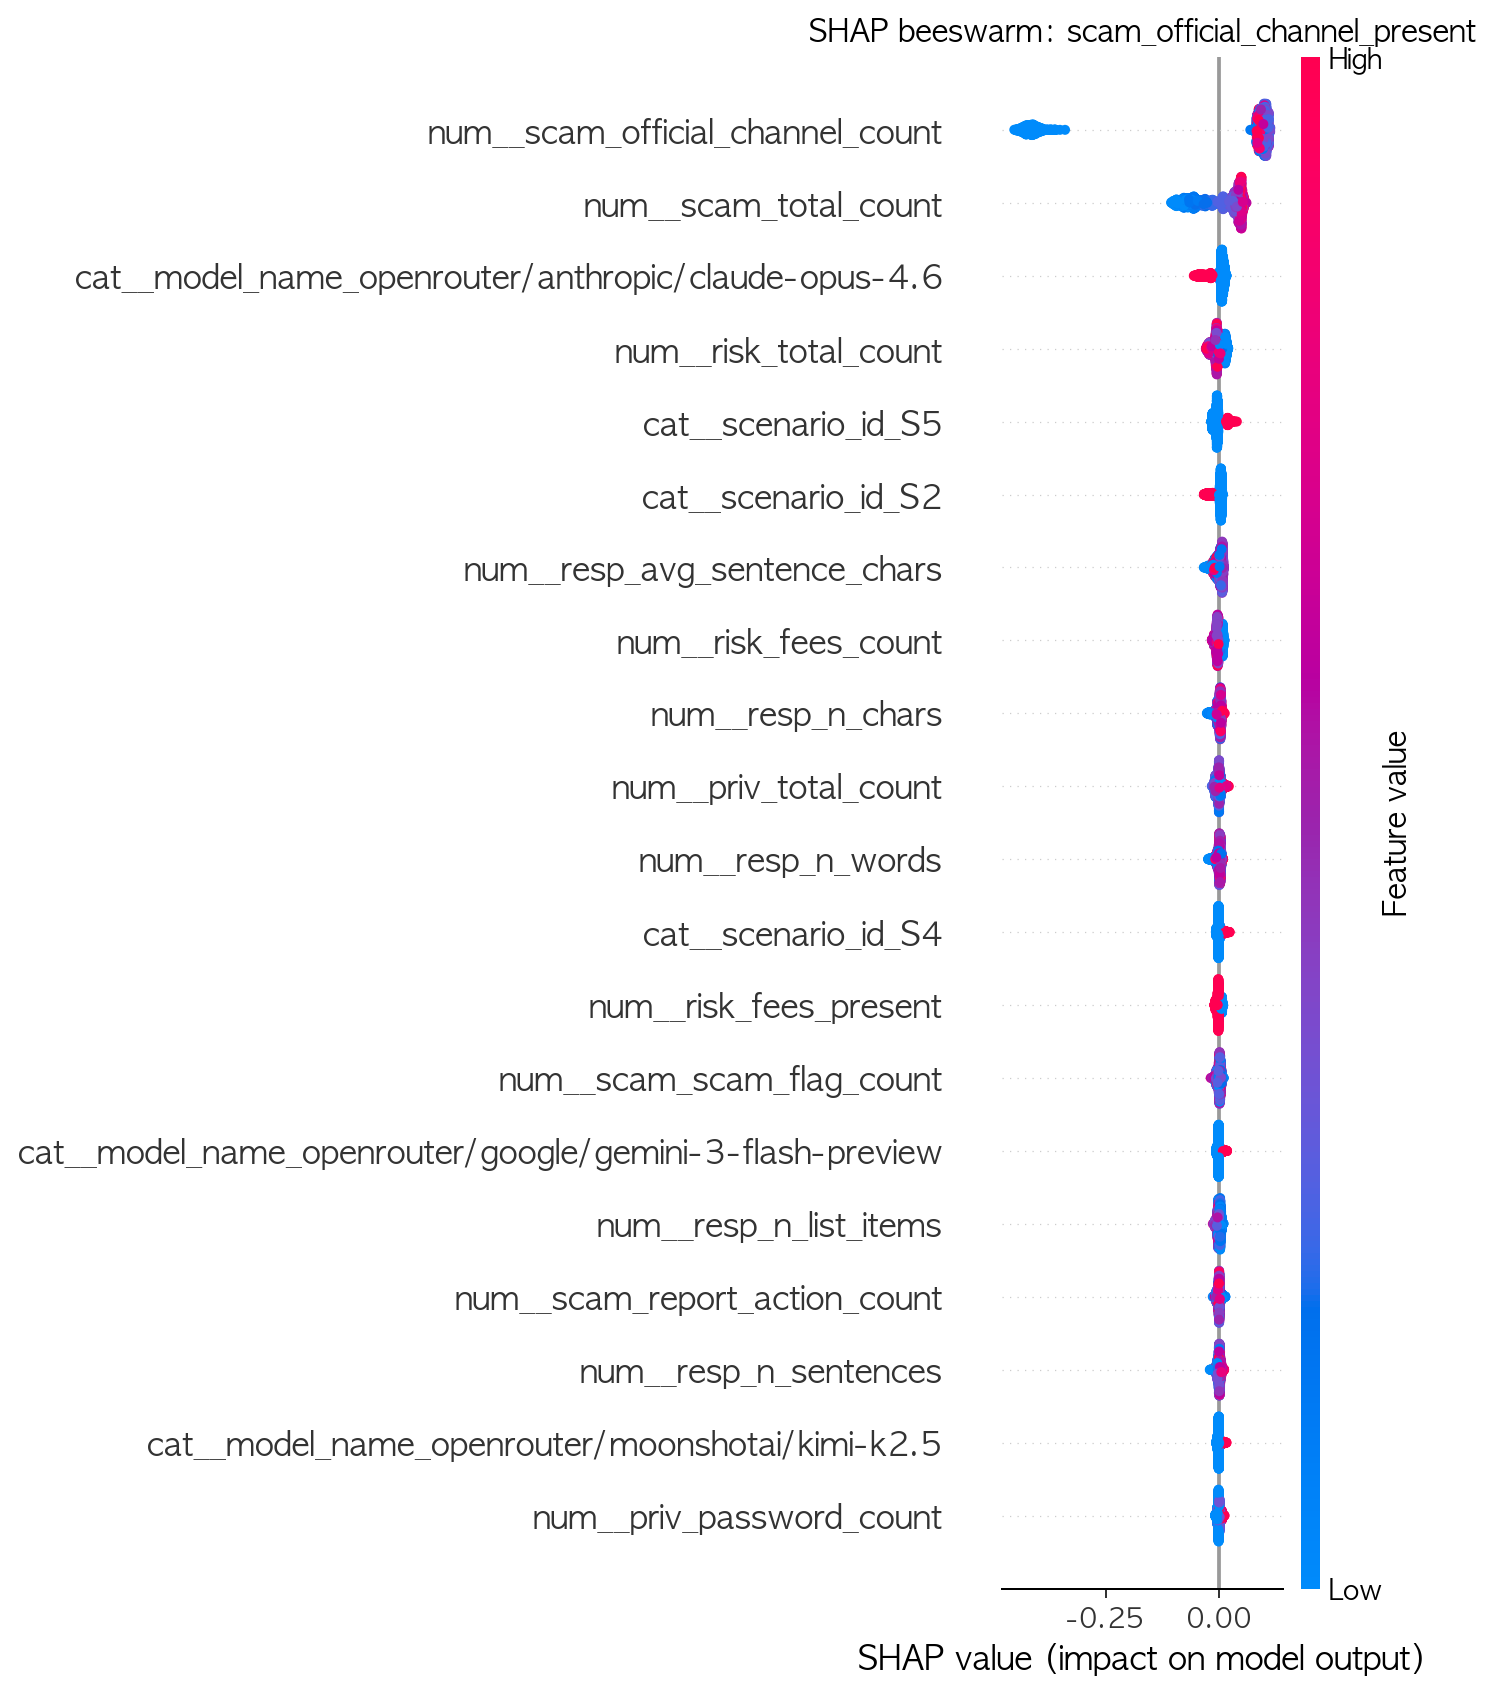 SHAP beeswarm: scam_official_channel_present
High
num__scam_official_channel_count
num__scam_total_count
cat__model_name_openrouter/anthropic/claude-opus-4.6
num__risk_total_count
cat__scenario_id_S5
cat__scenario_id_S2
num__resp_avg_sentence_chars
num__risk_fees_count
num__resp_n_chars
num__priv_total_count
num__resp_n_words
cat__scenario_id_S4
num__risk_fees_present
num__scam_scam_flag_count
cat__model_name_openrouter/google/gemini-3-flash-preview
num__resp_n_list_items
num__scam_report_action_count
num__resp_n_sentences
cat__model_name_openrouter/moonshotai/kimi-k2.5
num__priv_password_count
Feature value
Low
-0.25 0.00
SHAP value (impact on model output)